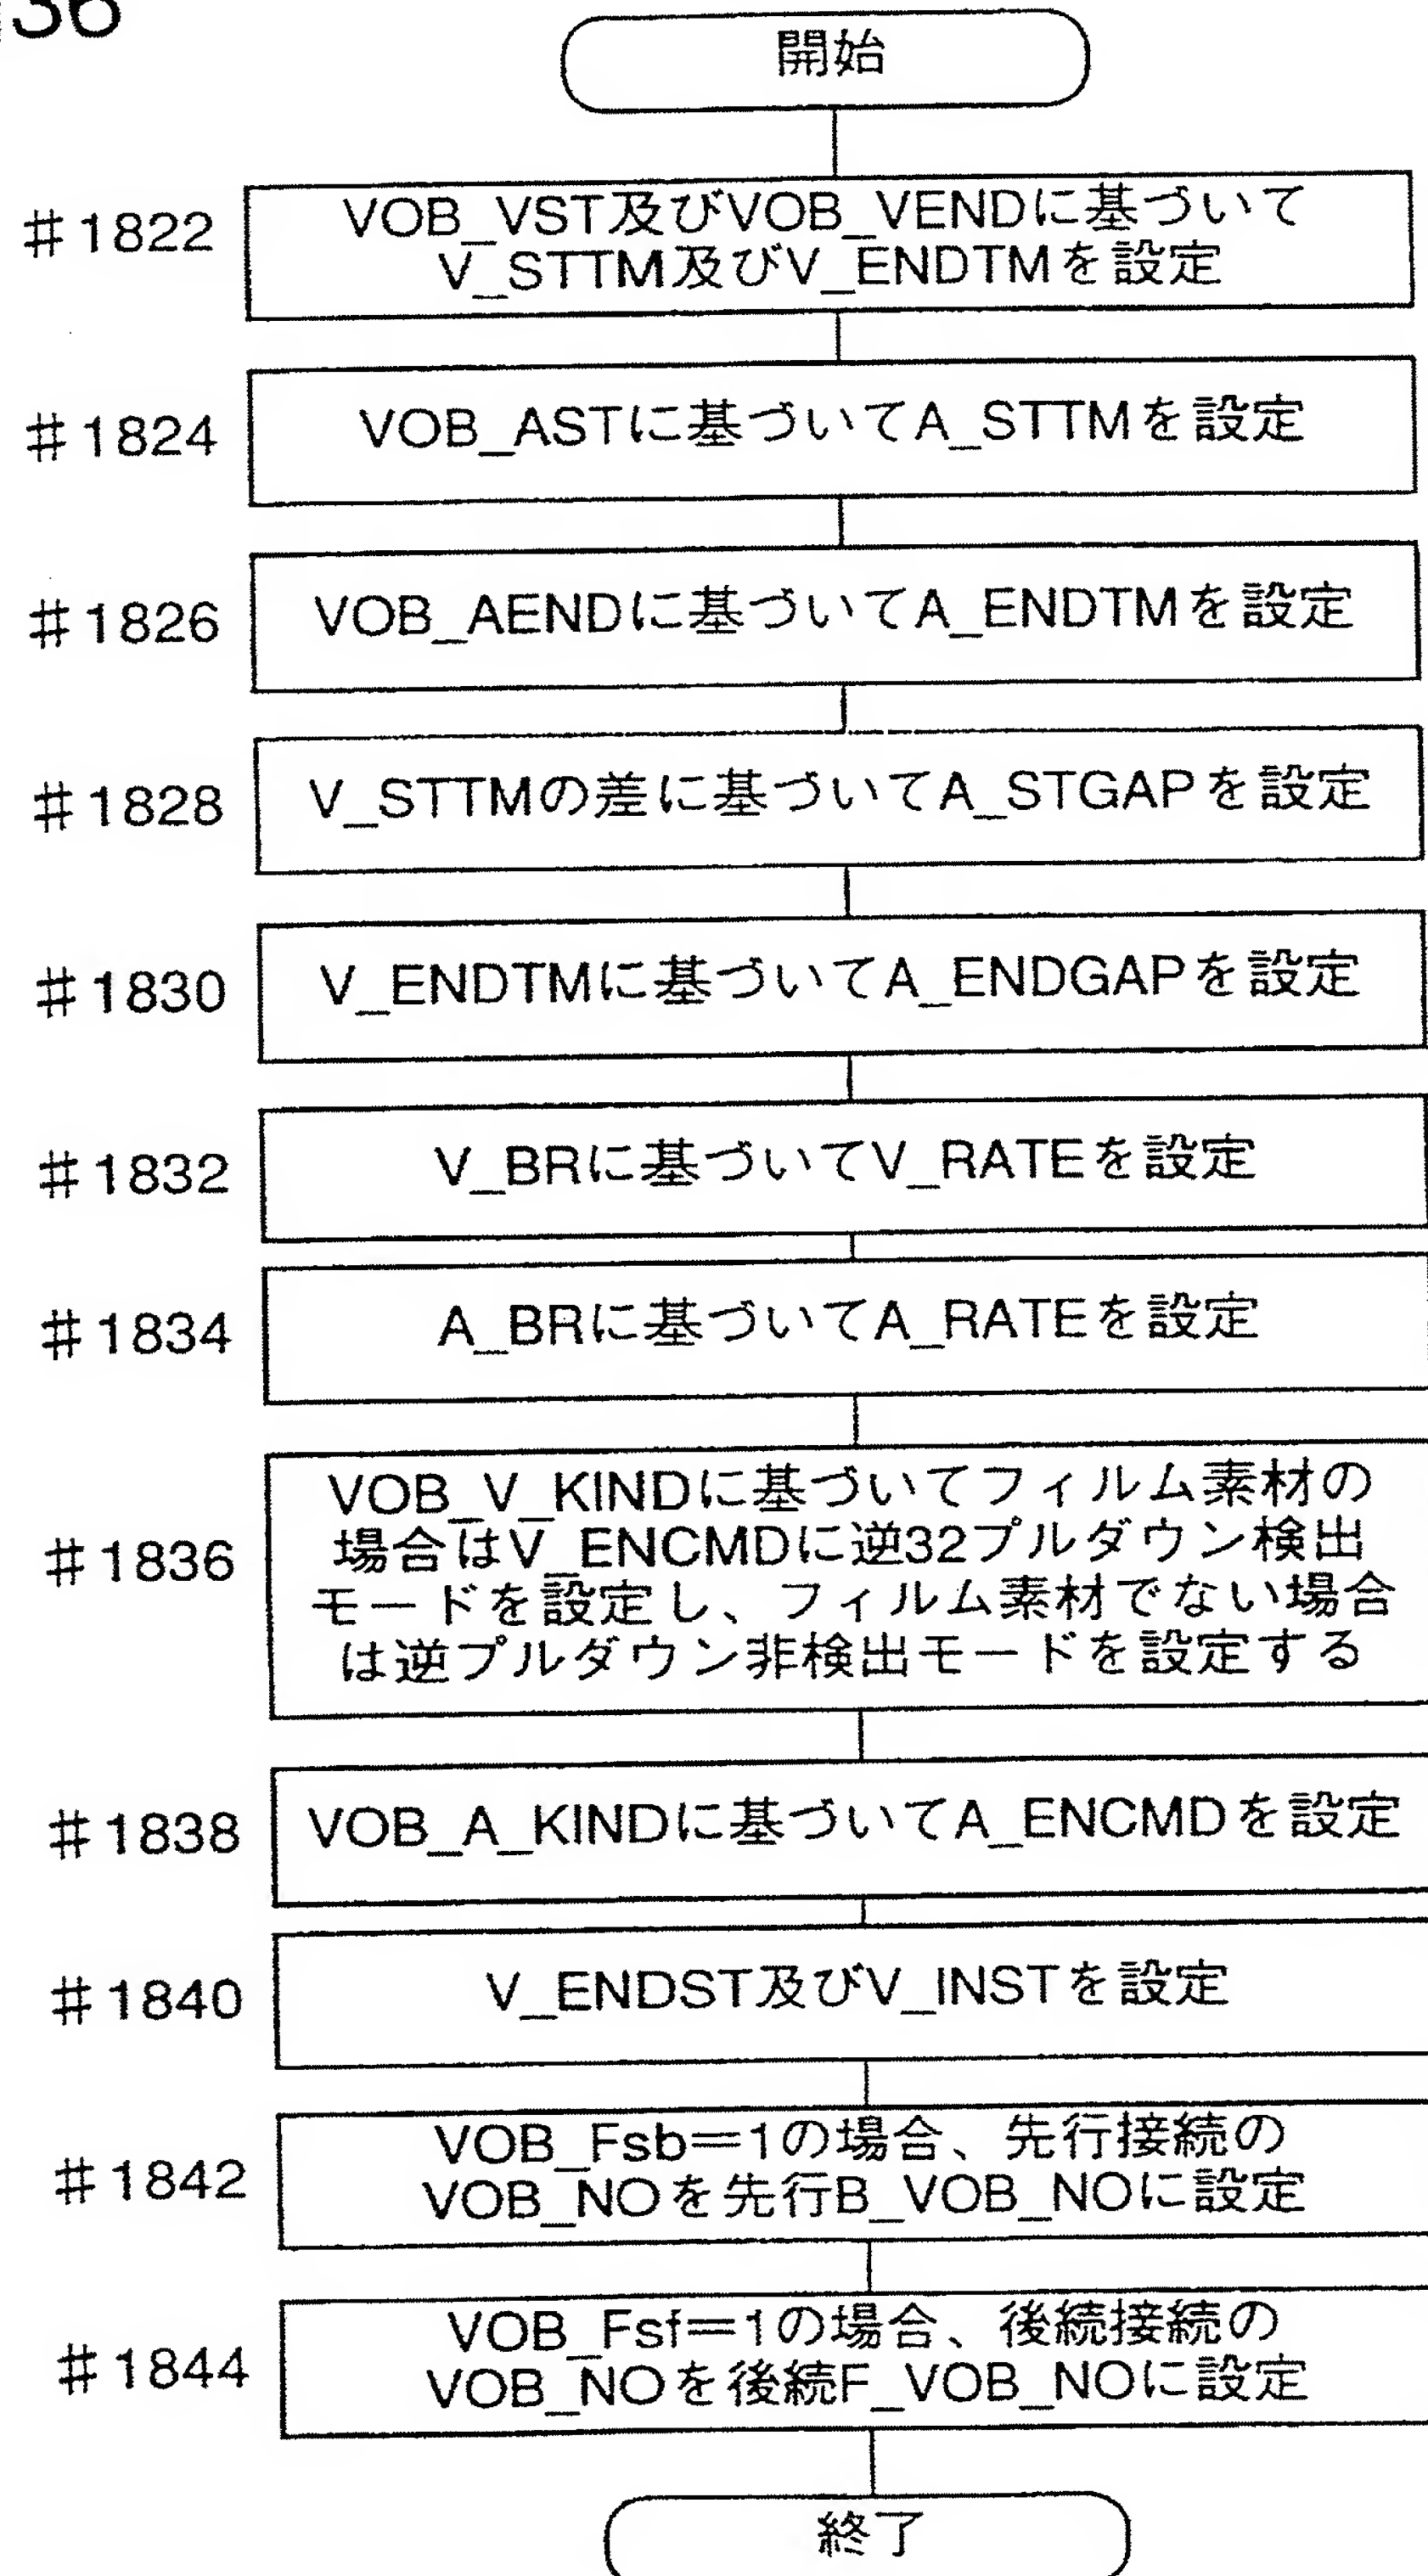 36
開始
#1822
VOB_VST及びVOB_VENDに基づいて
V_STTM及びV_ENDTMを設定
#1824
VOB_ASTに基づいてA_STTMを設定
#1826
VOB_AENDに基づいてA_ENDTMを設定
#1828
V_STTMの差に基づいてA_STGAPを設定
#1830
V_ENDTMに基づいてA_ENDGAPを設定
#1832
V_BRに基づいてV_RATEを設定
#1834
A_BRに基づいてA_RATEを設定
#1836
VOB_V_KINDに基づいてフィルム素材の
場合はV_ENCMDに逆32プルダウン検出
モードを設定し、フィルム素材でない場合
は逆プルダウン非検出モードを設定する
#1838
VOB_A_KINDに基づいてA_ENCMDを設定
#1840
V_ENDST及びV_INSTを設定
#1842
VOB_Fsb=1の場合、先行接続の
VOB_NOを先行B_VOB_NOに設定
#1844
VOB_Fsf=1の場合、後続接続の
VOB_NOを後続F_VOB_NOに設定
終了